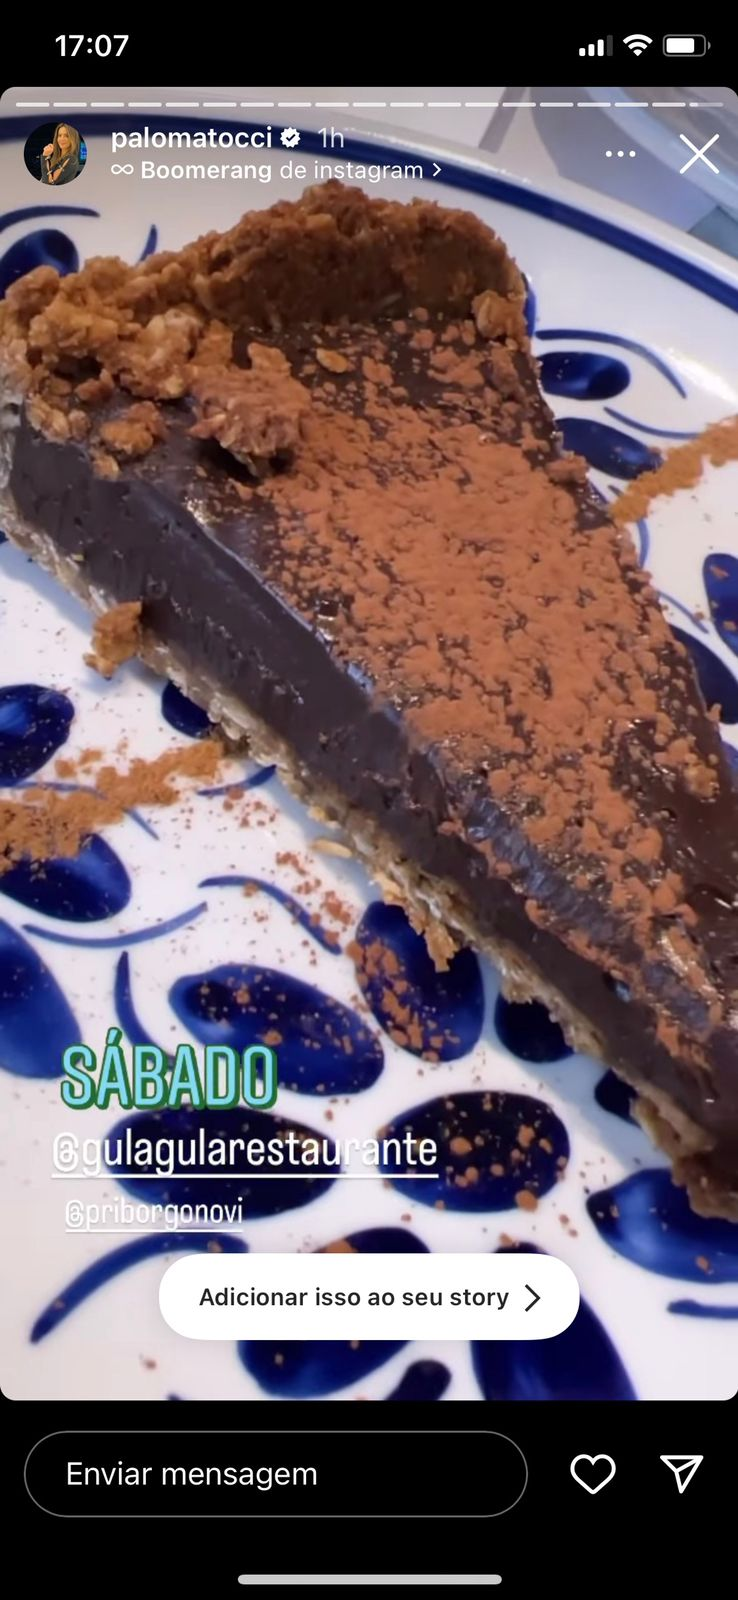 17:07
palomatocci 1h
∞ Boomerang de instagram >
SÁBADO
@gulagularestaurante
@priborgonovi
Adicionar isso ao seu story >
Enviar mensagem